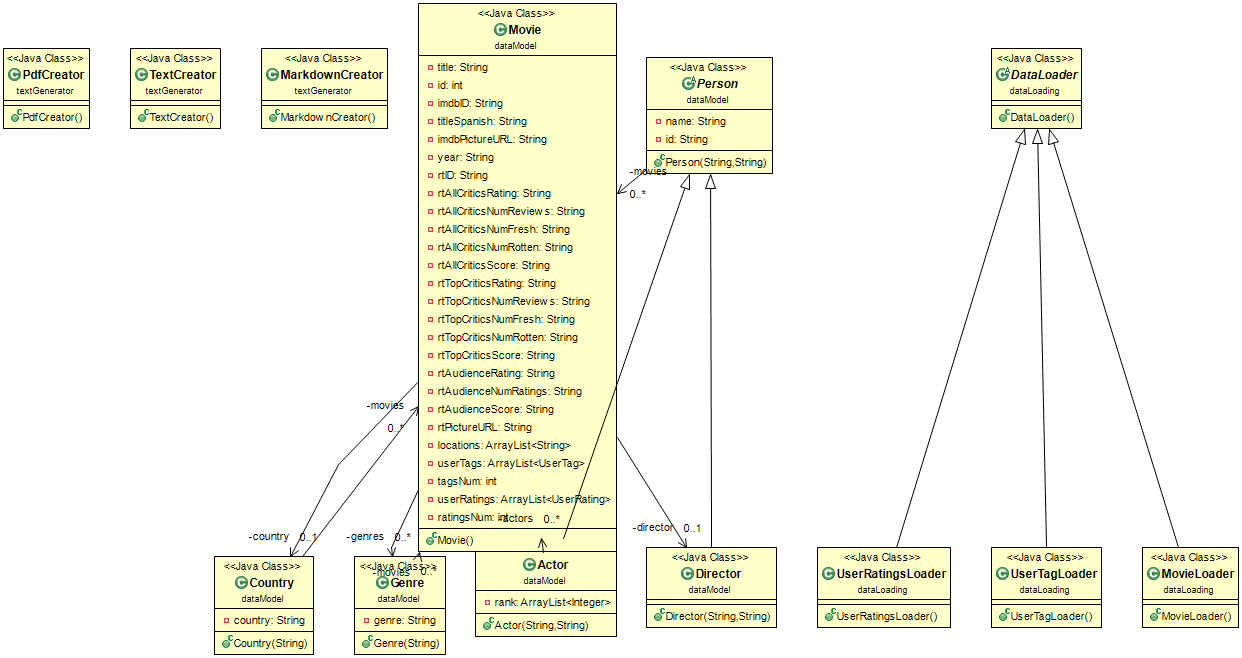 <<Java Class>>
PdfCreator
textGenerator
PdfCreator()
<<Java Class>>
TextCreator
textGenerator
TextCreator()
<<Java Class>>
MarkdownCreator
textGenerator
MarkdownCreator()
<<Java Class>>
Movie
dataModel
title: String
id: int
imdbID: String
titleSpanish: String
imdbPictureURL: String
year: String
rtID: String
rtAllCriticsRating: String
rtAllCriticsNumReviews: String
rtAllCriticsNumFresh: String
rtAllCriticsNumRotten: String
rtAllCriticsScore: String
rtTopCriticsRating: String
rtTopCriticsNumReviews: String
rtTopCriticsNumFresh: String
rtTopCriticsNumRotten: String
rtTopCriticsScore: String
rtAudienceRating: String
rtAudienceNumRatings: String
rtAudienceScore: String
rtPictureURL: String
locations: ArrayList<String>
userTags: ArrayList<UserTag>
tagsNum: int
userRatings: ArrayList<UserRating>
ratingsNum: int
Movie()
<<Java Class>>
Person
dataModel
name: String
id: String
Person(String,String)
-movies
0..*
<<Java Class>>
DataLoader
dataLoading
DataLoader()
-movies
0..*
-country 0..1
-genres 0..*
-actors 0..*
-director 0..1
-movies 0..*
<<Java Class>>
Country
dataModel
country: String
Country(String)
<<Java Class>>
Genre
dataModel
genre: String
Genre(String)
Actor
dataModel
rank: ArrayList<Integer>
Actor(String,String)
<<Java Class>>
Director
dataModel
Director(String,String)
<<Java Class>>
UserRatingsLoader
dataLoading
UserRatingsLoader()
<<Java Class>>
UserTagLoader
dataLoading
UserTagLoader()
<<Java Class>>
MovieLoader
dataLoading
MovieLoader()